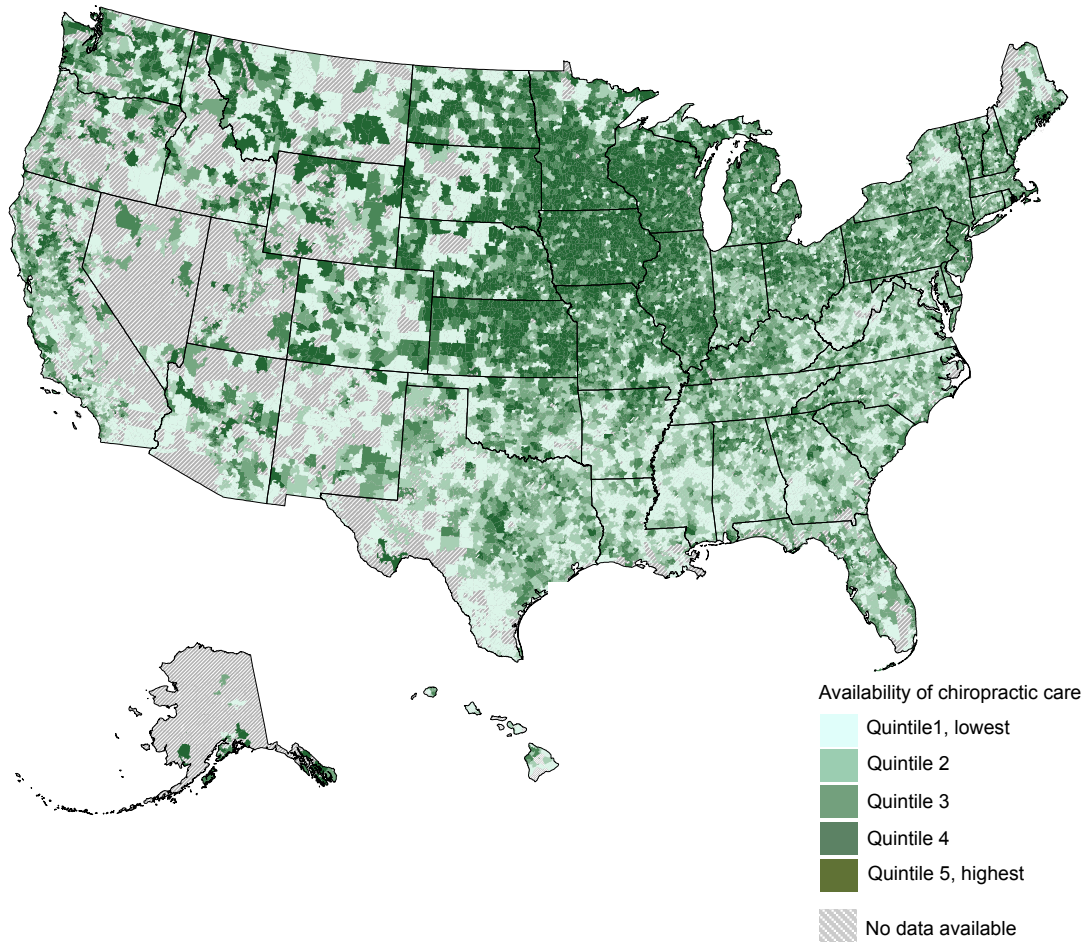 Availability of chiropractic care
Quintile1, lowest
Quintile 2
Quintile 3
Quintile 4
Quintile 5, highest
No data available